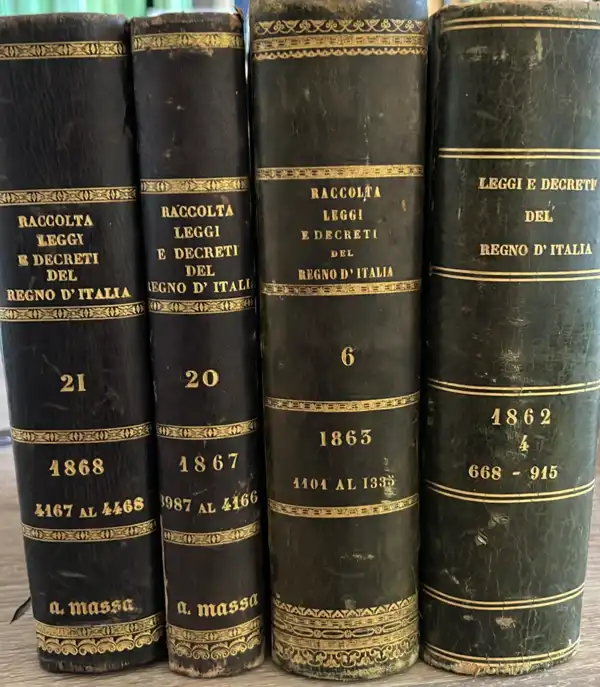 RACCOLTA
LEGGI
E DECRETI
DEL
REGNO D'ITALIA
21
1868
4167 AL 4468
a. massa
RACCOLTA
LEGGI
E DECRETI
DEL
REGNO D'ITALIA
20
1867
3987 AL 4166
a. massa
RACCOLTA
LEGGI
E DECRETI
DEL
REGNO D'ITALIA
6
1863
1101 AL 1335
LEGGI E DECRETI
DEL
REGNO D'ITALIA
1862
4
668 - 915